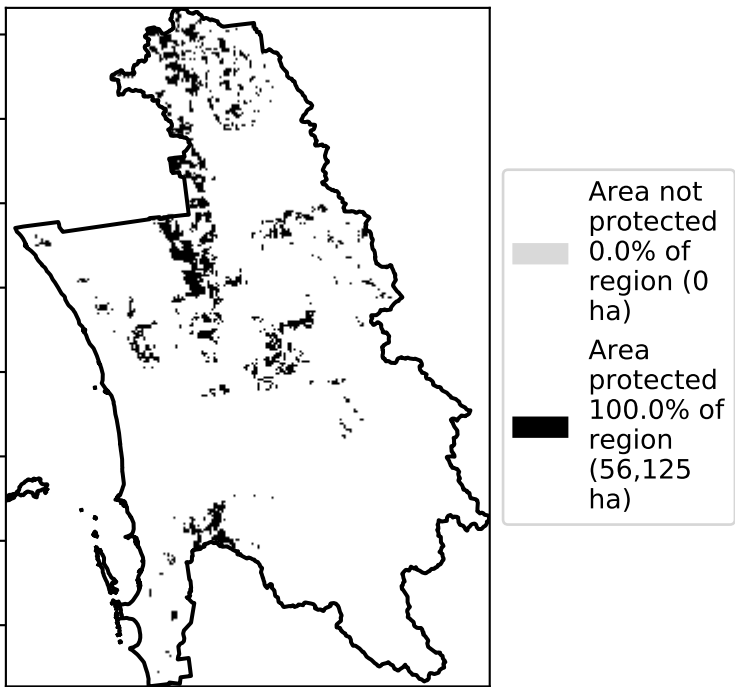 Area not
protected
0.0% of
region (0
ha)
Area
protected
100.0% of
region
(56,125
ha)